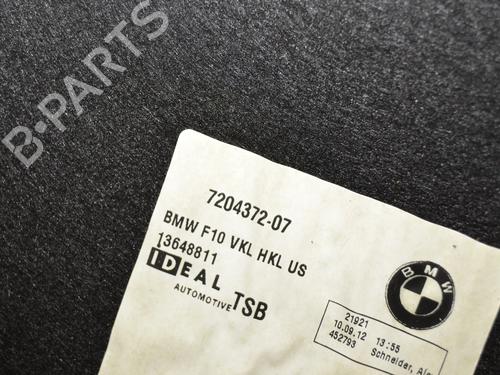 B-PARTS
7204372-07
BMW F10 VKL HKL US
13648811
IDEAL
AUTOMOTIVE TSB
BMW
21921
10.09.12 13:55
452793 Schneider,